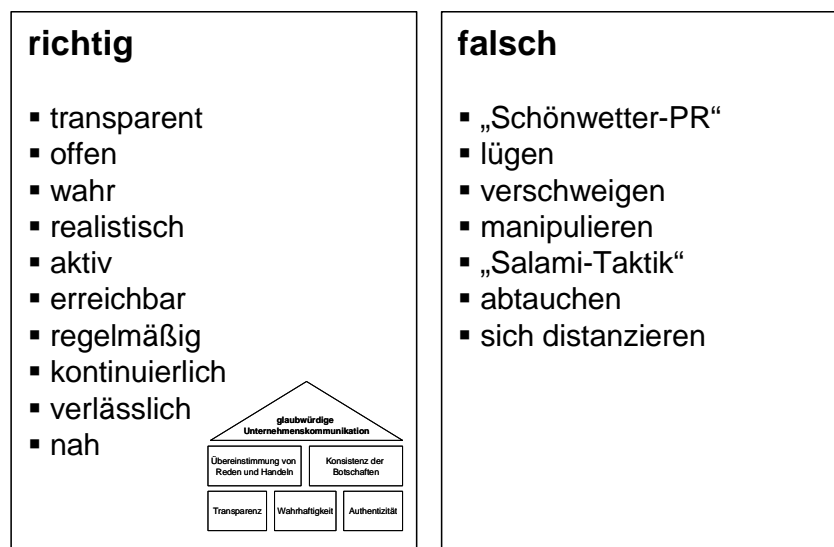 richtig
▪ transparent
▪ offen
▪ wahr
▪ realistisch
▪ aktiv
▪ erreichbar
▪ regelmäßig
▪ kontinuierlich
▪ verlässlich
▪ nah
glaubwürdige
Unternehmenskommunikation
Übereinstimmung von
Reden und Handeln
Konsistenz der
Botschaften
Transparenz
Wahrhaftigkeit
Authentizität
falsch
▪ „Schönwetter-PR“
▪ lügen
▪ verschweigen
▪ manipulieren
▪ „Salami-Taktik“
▪ abtauchen
▪ sich distanzieren